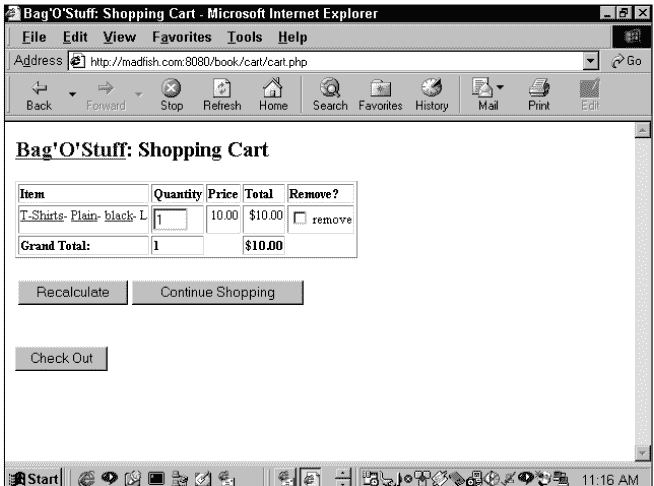 Bag'O'Stuff: Shopping Cart - Microsoft Internet Explorer
File Edit View Favorites Tools Help
Address http://madfish.com:8080/book/cart/cart.php Go
Back Forward Stop Refresh Home Search Favorites History Mail Print Edit
Bag'O'Stuff: Shopping Cart
Item Quantity Price Total Remove?
T-Shirts- Plain- black- L 1 10.00 $10.00 remove
Grand Total: 1 $10.00
Recalculate Continue Shopping
Check Out
Start 11:16 AM